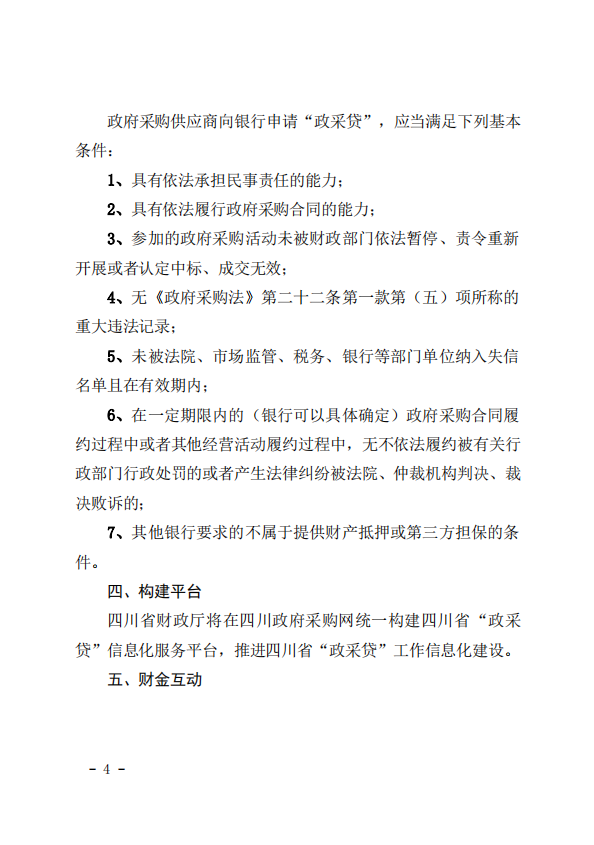 政府采购供应商向银行申请“政采贷”，应当满足下列基本
条件：
1、具有依法承担民事责任的能力；
2、具有依法履行政府采购合同的能力；
3、参加的政府采购活动未被财政部门依法暂停、责令重新
开展或者认定中标、成交无效；
4、无《政府采购法》第二十二条第一款第（五）项所称的
重大违法记录；
5、未被法院、市场监管、税务、银行等部门单位纳入失信
名单且在有效期内；
6、在一定期限内的（银行可以具体确定）政府采购合同履
约过程中或者其他经营活动履约过程中，无不依法履约被有关行
政部门行政处罚的或者产生法律纠纷被法院、仲裁机构判决、裁
决败诉的；
7、其他银行要求的不属于提供财产抵押或第三方担保的条
件。
四、构建平台
四川省财政厅将在四川政府采购网统一构建四川省“政采
贷”信息化服务平台，推进四川省“政采贷”工作信息化建设。
五、财金互动
- 4 -